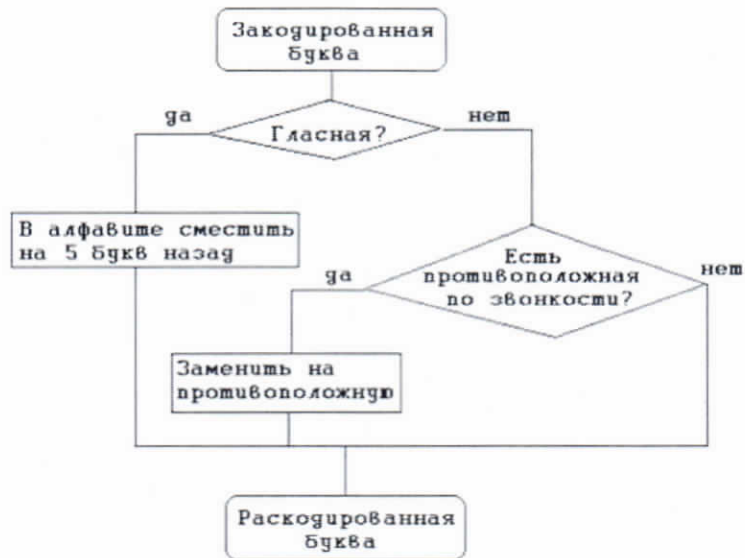 Закодированная
буква
да
Гласная?
нет
В алфавите сместить
на 5 букв назад
да
Есть
противоположная
по звонкости?
нет
Заменить на
противоположную
Раскодированная
буква